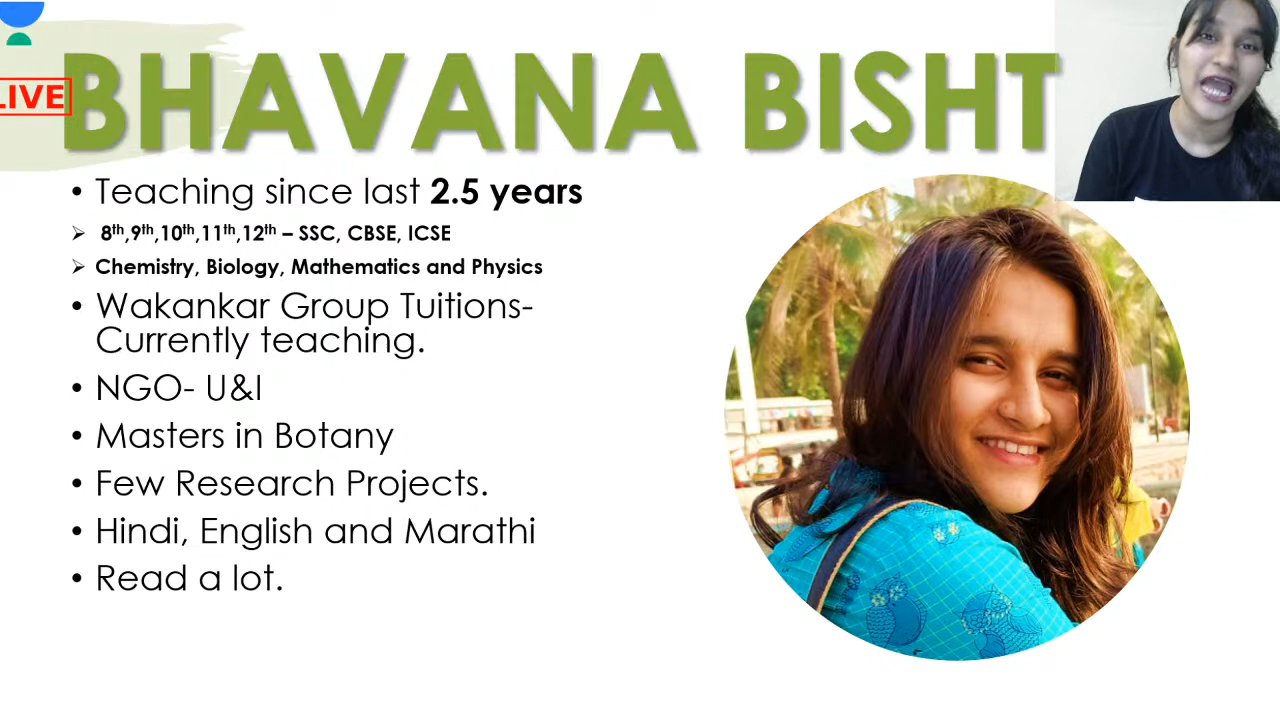 BHAVANA BISHT
LIVE
• Teaching since last 2.5 years
➢ 8th,9th,10th,11th,12th – SSC, CBSE, ICSE
➢ Chemistry, Biology, Mathematics and Physics
• Wakankar Group Tuitions-
Currently teaching.
• NGO- U&I
• Masters in Botany
• Few Research Projects.
• Hindi, English and Marathi
• Read a lot.